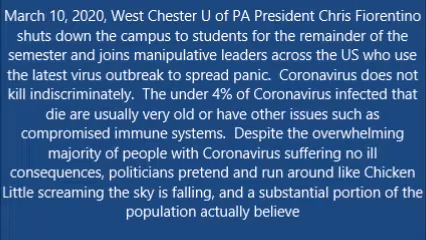 March 10, 2020, West Chester U of PA President Chris Fiorentino
shuts down the campus to students for the remainder of the
semester and joins manipulative leaders across the US who use
the latest virus outbreak to spread panic.  Coronavirus does not
kill indiscriminately.  The under 4% of Coronavirus infected that
die are usually very old or have other issues such as
compromised immune systems.  Despite the overwhelming
majority of people with Coronavirus suffering no ill
consequences, politicians pretend and run around like Chicken
Little screaming the sky is falling, and a substantial portion of the
population actually believe